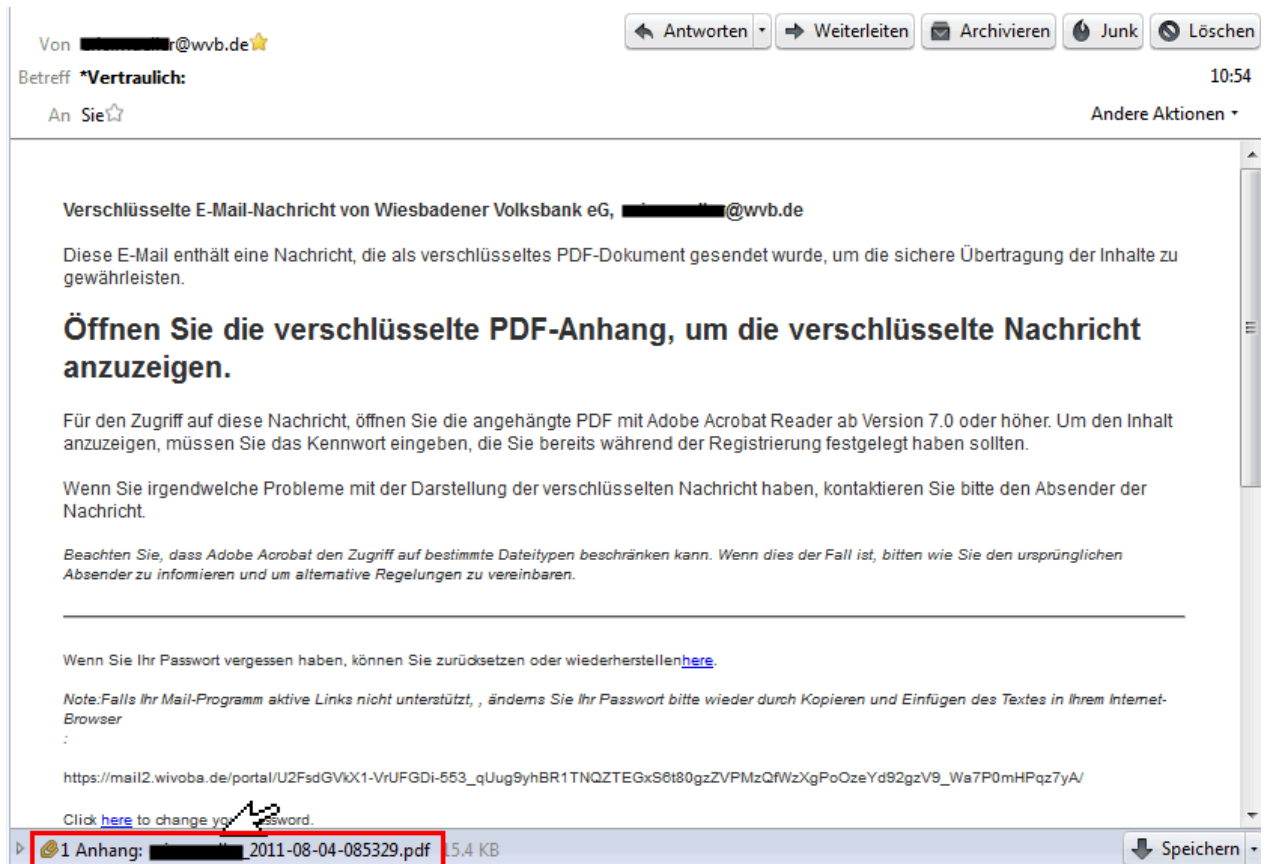 Antworten Weiterleiten Archivieren Junk Löschen
Von r@wvb.de
Betreff *Vertraulich: 10:54
An Sie Andere Aktionen
Verschlüsselte E-Mail-Nachricht von Wiesbadener Volksbank eG, @wvb.de
Diese E-Mail enthält eine Nachricht, die als verschlüsseltes PDF-Dokument gesendet wurde, um die sichere Übertragung der Inhalte zu
gewährleisten.
Öffnen Sie die verschlüsselte PDF-Anhang, um die verschlüsselte Nachricht
anzuzeigen.
Für den Zugriff auf diese Nachricht, öffnen Sie die angehängte PDF mit Adobe Acrobat Reader ab Version 7.0 oder höher. Um den Inhalt
anzuzeigen, müssen Sie das Kennwort eingeben, die Sie bereits während der Registrierung festgelegt haben sollten.
Wenn Sie irgendwelche Probleme mit der Darstellung der verschlüsselten Nachricht haben, kontaktieren Sie bitte den Absender der
Nachricht.
Beachten Sie, dass Adobe Acrobat den Zugriff auf bestimmte Dateitypen beschränken kann. Wenn dies der Fall ist, bitten wie Sie den ursprünglichen
Absender zu informieren und um alternative Regelungen zu vereinbaren.
Wenn Sie Ihr Passwort vergessen haben, können Sie zurücksetzen oder wiederherstellenhere.
Note:Falls Ihr Mail-Programm aktive Links nicht unterstützt, , änderns Sie Ihr Passwort bitte wieder durch Kopieren und Einfügen des Textes in Ihrem Internet-
Browser
:
https://mail2.wivoba.de/portal/U2FsdGVkX1-VrUFGDi-553_qUug9yhBR1TNQZTEGxS6t80gzZVPMzQfWzXgPoOzeYd92gzV9_Wa7P0mHPqz7yA/
Click here to change your password.
1 Anhang: _2011-08-04-085329.pdf 15.4 KB Speichern